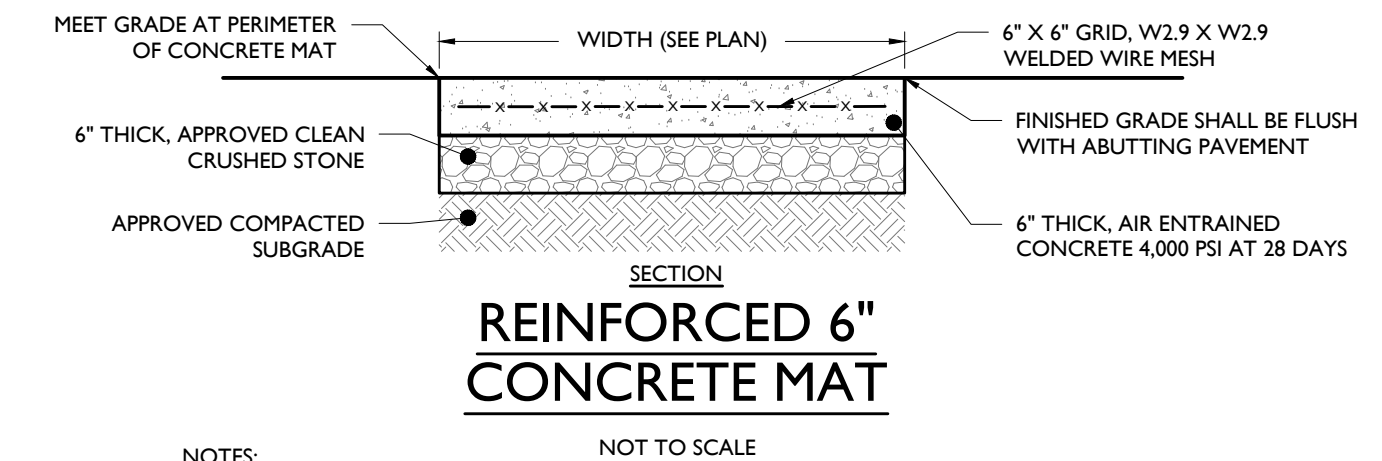 MEET GRADE AT PERIMETER
OF CONCRETE MAT
WIDTH (SEE PLAN)
6" X 6" GRID, W2.9 X W2.9
WELDED WIRE MESH
6" THICK, APPROVED CLEAN
CRUSHED STONE
FINISHED GRADE SHALL BE FLUSH
WITH ABUTTING PAVEMENT
APPROVED COMPACTED
SUBGRADE
6" THICK, AIR ENTRAINED
CONCRETE 4,000 PSI AT 28 DAYS
SECTION
REINFORCED 6"
CONCRETE MAT
NOT TO SCALE
NOTES: